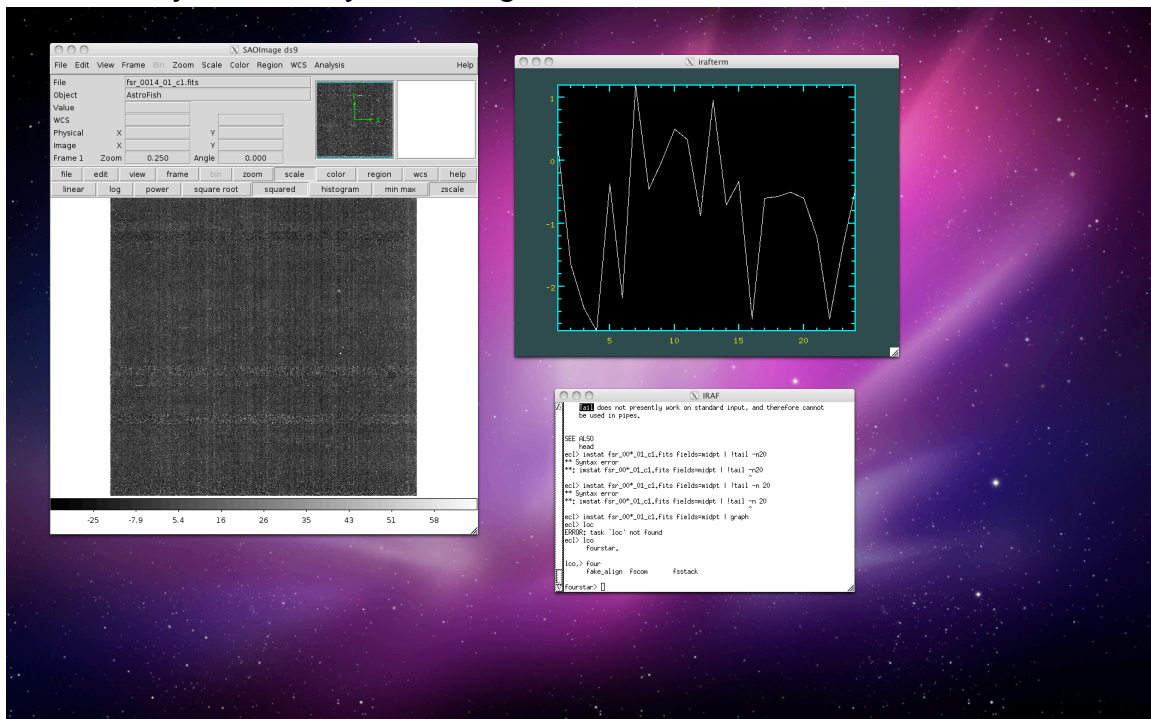 SAOImage ds9
File Edit View Frame Bin Zoom Scale Color Region WCS Analysis Help
File fsr_0014_01_c1.fits
Object AstroFish
Value
WCS
Physical X Y
Image X Y
Frame 1 Zoom 0.250 Angle 0.000
Y
X
file edit view frame bin zoom scale color region wcs help
linear log power square root squared histogram min max zscale
-25 -7.9 5.4 16 26 35 43 51 58
irafterm
1
0
-1
-2
5 10 15 20
IRAF
Tail does not presently work on standard input, and therefore cannot
be used in pipes.
SEE ALSO
head
ecl> imstat fsr_00*_01_c1.fits fields=midpt | !tail -n20
** Syntax error
**: imstat fsr_00*_01_c1.fits fields=midpt | !tail -n20
^
ecl> imstat fsr_00*_01_c1.fits fields=midpt | !tail -n 20
** Syntax error
**: imstat fsr_00*_01_c1.fits fields=midpt | !tail -n 20
^
ecl> imstat fsr_00*_01_c1.fits fields=midpt | graph
ecl> loc
ERROR: task `loc' not found
ecl> lco
fourstar.
lco.> four
fake_align fscom fsstack
fourstar>